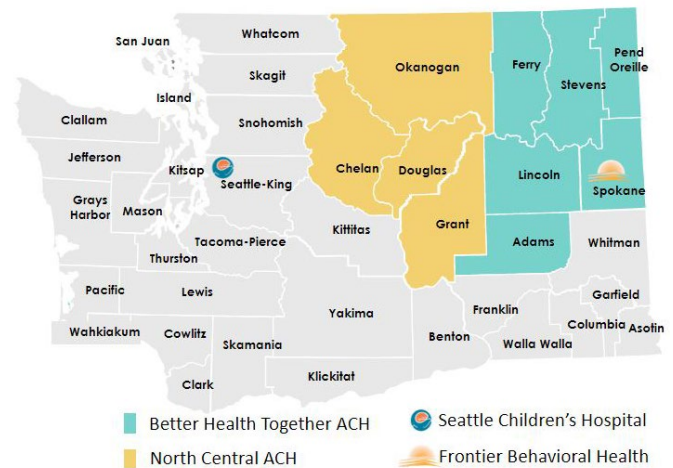 Whatcom
San Juan
Okanogan
Ferry
Pend
Oreille
Skagit
Stevens
Island
Clallam
Snohomish
Jefferson
Kitsap
Chelan
Douglas
Lincoln
Seattle-King
Spokane
Grays
Harbor
Mason
Grant
Kittitas
Tacoma-Pierce
Adams
Whitman
Thurston
Pacific
Lewis
Garfield
Yakima
Franklin
Wahkiakum
Cowlitz
Skamania
Benton
Columbia
Asotin
Walla Walla
Clark
Klickitat
Better Health Together ACH
Seattle Children's Hospital
North Central ACH
Frontier Behavioral Health